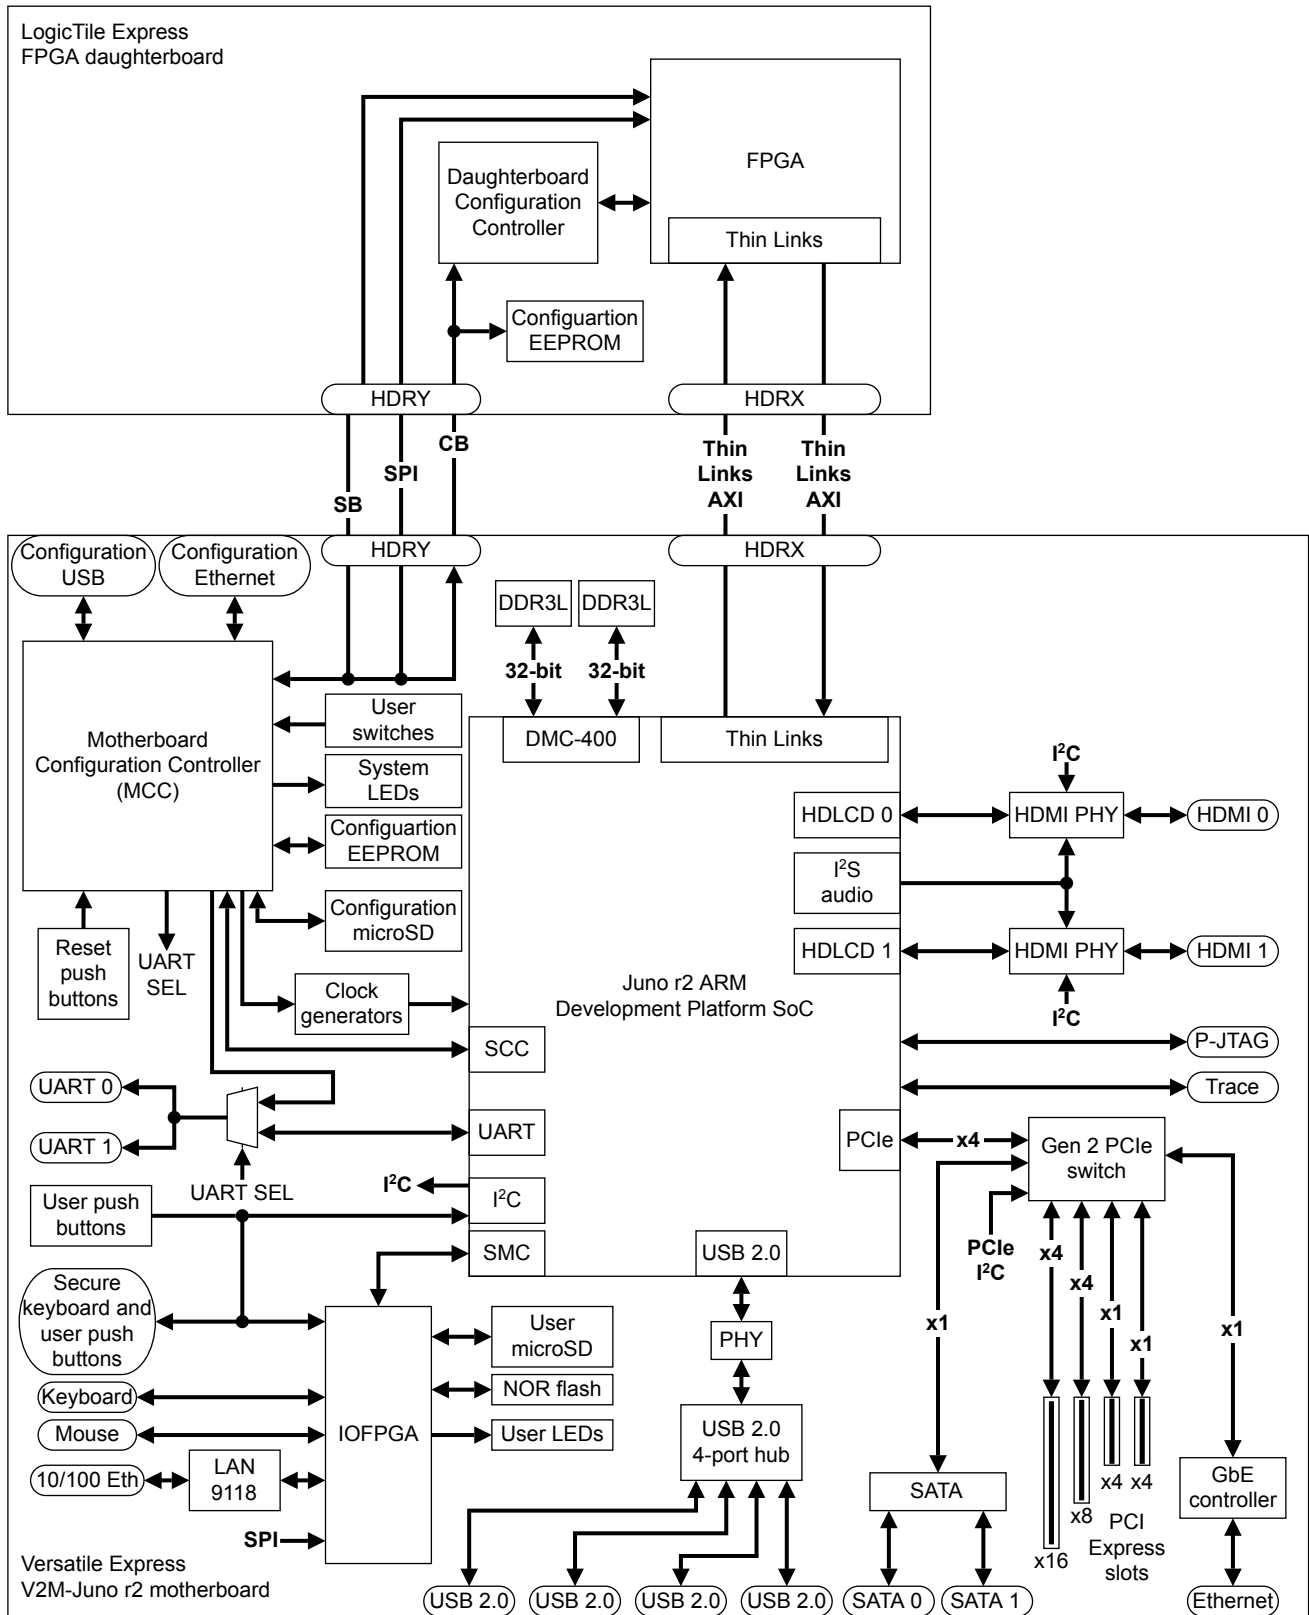 LogicTile Express
FPGA daughterboard
FPGA
Daughterboard
Configuration
Controller
Thin Links
Configuartion
EEPROM
HDRY
HDRX
CB
SPI
SB
Thin
Links
AXI
Thin
Links
AXI
Configuration
USB
Configuration
Ethernet
HDRY
HDRX
DDR3L
DDR3L
32-bit
32-bit
Motherboard
Configuration Controller
(MCC)
User
switches
System
LEDs
Configuartion
EEPROM
Configuration
microSD
DMC-400
Thin Links
I²C
HDLCD 0
HDMI PHY
HDMI 0
I²S
audio
HDLCD 1
HDMI PHY
HDMI 1
I²C
Reset
push
buttons
UART
SEL
Clock
generators
Juno r2 ARM
Development Platform SoC
SCC
P-JTAG
Trace
UART 0
UART 1
UART
UART SEL
PCIe
x4
Gen 2 PCIe
switch
I²C
I²C
User push
buttons
SMC
USB 2.0
PCIe
I²C
x4
x4
x1
x1
x1
x1
Secure
keyboard and
user push
buttons
User
microSD
PHY
Keyboard
NOR flash
Mouse
IOFPGA
User LEDs
USB 2.0
4-port hub
10/100 Eth
LAN
9118
SATA
x4
x4
x8
x16
PCI
Express
slots
GbE
controller
SPI
Versatile Express
V2M-Juno r2 motherboard
USB 2.0
USB 2.0
USB 2.0
USB 2.0
SATA 0
SATA 1
Ethernet